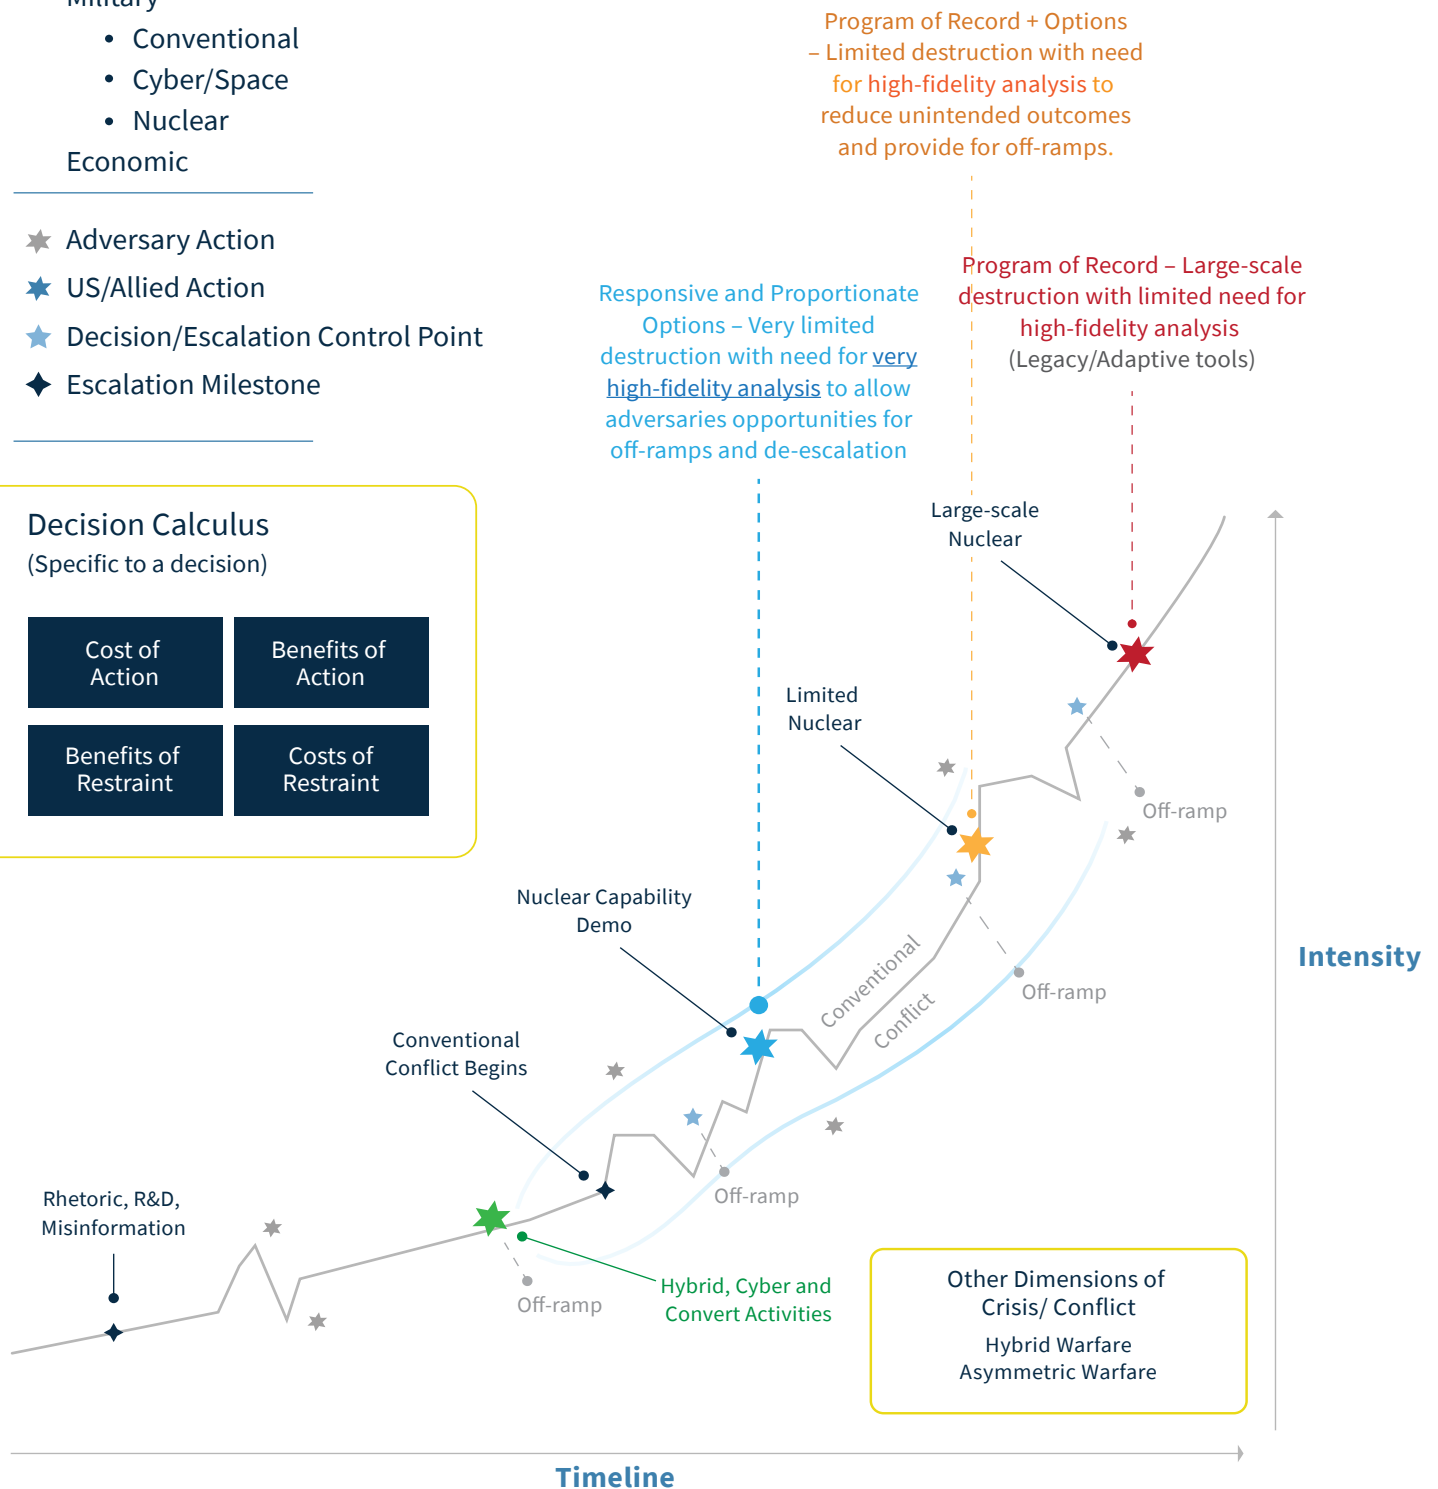 Military
• Conventional
• Cyber/Space
• Nuclear
Economic
Adversary Action
US/Allied Action
Decision/Escalation Control Point
Escalation Milestone
Decision Calculus
(Specific to a decision)
Cost of
Action
Benefits of
Action
Benefits of
Restraint
Costs of
Restraint
Program of Record + Options
– Limited destruction with need
for high-fidelity analysis to
reduce unintended outcomes
and provide for off-ramps.
Program of Record – Large-scale
destruction with limited need for
high-fidelity analysis
(Legacy/Adaptive tools)
Responsive and Proportionate
Options – Very limited
destruction with need for very
high-fidelity analysis to allow
adversaries opportunities for
off-ramps and de-escalation
Large-scale
Nuclear
Limited
Nuclear
Off-ramp
Nuclear Capability
Demo
Conventional
Conflict
Off-ramp
Intensity
Conventional
Conflict Begins
Off-ramp
Rhetoric, R&D,
Misinformation
Off-ramp
Hybrid, Cyber and
Convert Activities
Other Dimensions of
Crisis/ Conflict
Hybrid Warfare
Asymmetric Warfare
Timeline